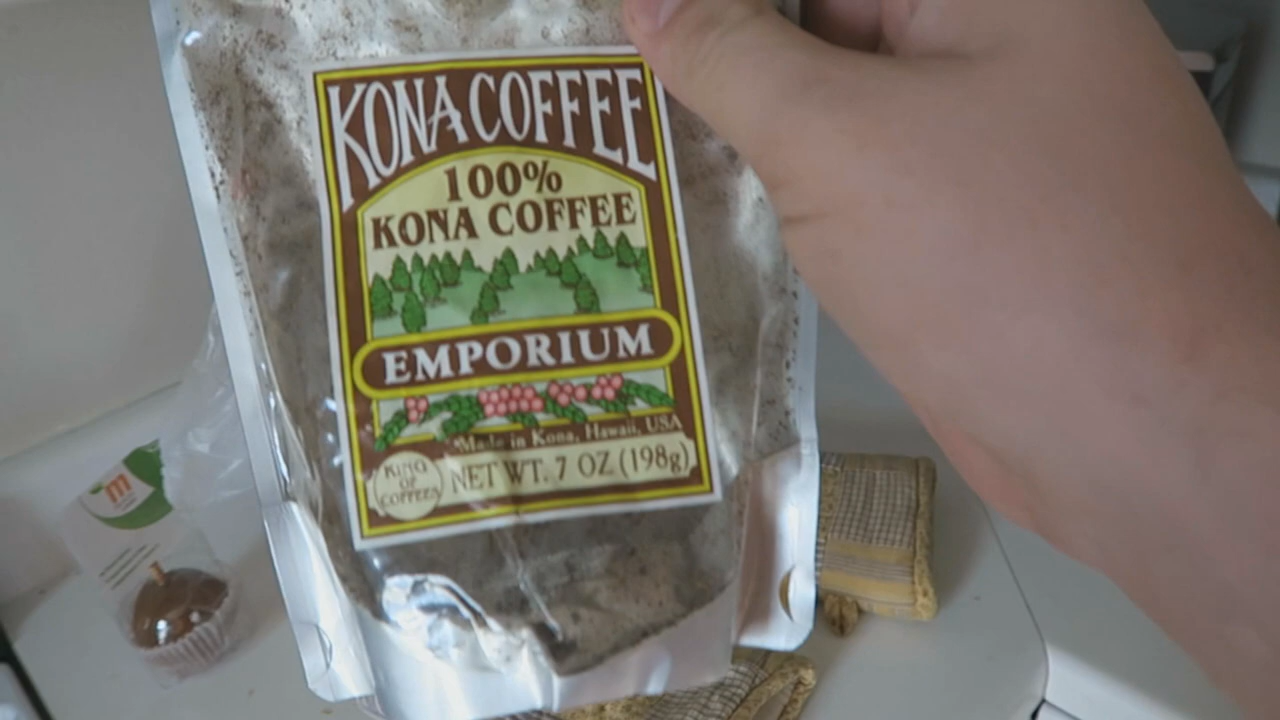 KONA COFFEE
100%
KONA COFFEE
EMPORIUM
Made in Kona, Hawaii, USA
KING
OF
COFFEES
NET WT. 7 OZ (198g)
m